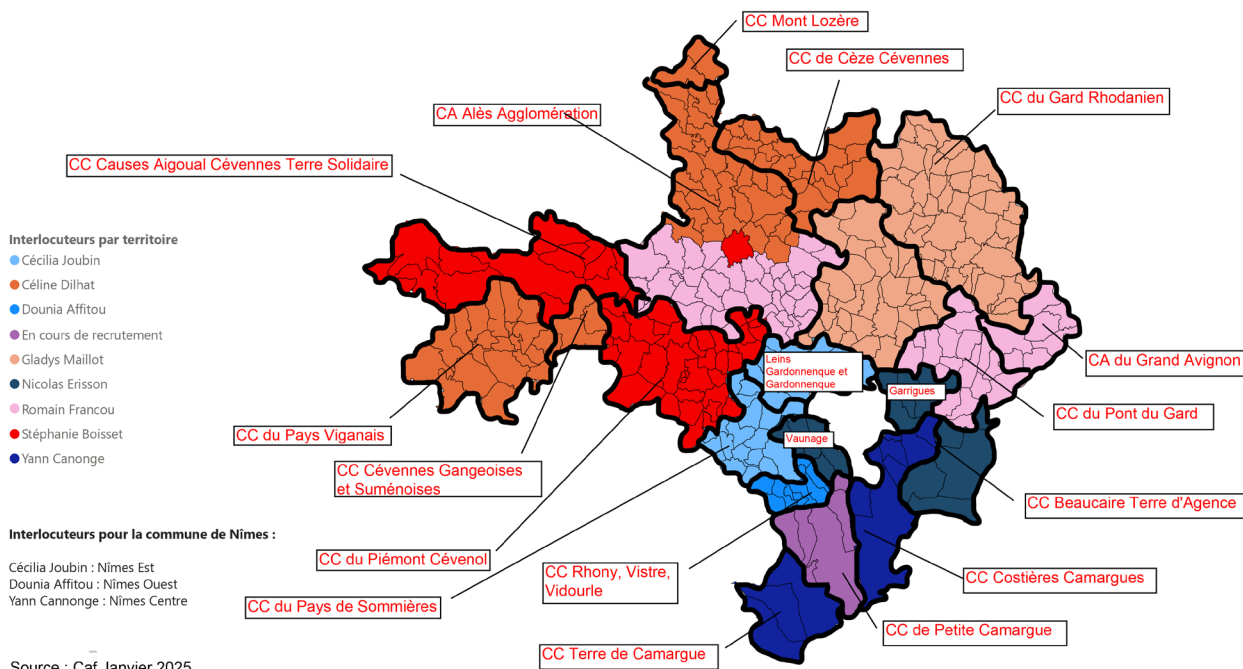 CC Mont Lozère
CC de Cèze Cévennes
CC du Gard Rhodanien
CA Alès Agglomération
CC Causes Aigoual Cévennes Terre Solidaire
Interlocuteurs par territoire
Cécilia Joubin
Céline Dilhat
Dounia Affitou
En cours de recrutement
Gladys Maillot
Nicolas Erisson
Romain Francou
Stéphanie Boisset
Yann Canonge
Leins
Gardonnenque et
Gardonnenque
Garrigues
Vaunage
CA du Grand Avignon
CC du Pont du Gard
CC du Pays Viganais
CC Cévennes Gangeoises
et Suménoises
CC Beaucaire Terre d'Agence
Interlocuteurs pour la commune de Nîmes :
Cécilia Joubin : Nîmes Est
Dounia Affitou : Nîmes Ouest
Yann Cannonge : Nîmes Centre
CC du Piémont Cévenol
CC Rhony, Vistre,
Vidourle
CC Costières Camargues
CC du Pays de Sommières
CC de Petite Camargue
CC Terre de Camargue
Source : Caf Janvier 2025